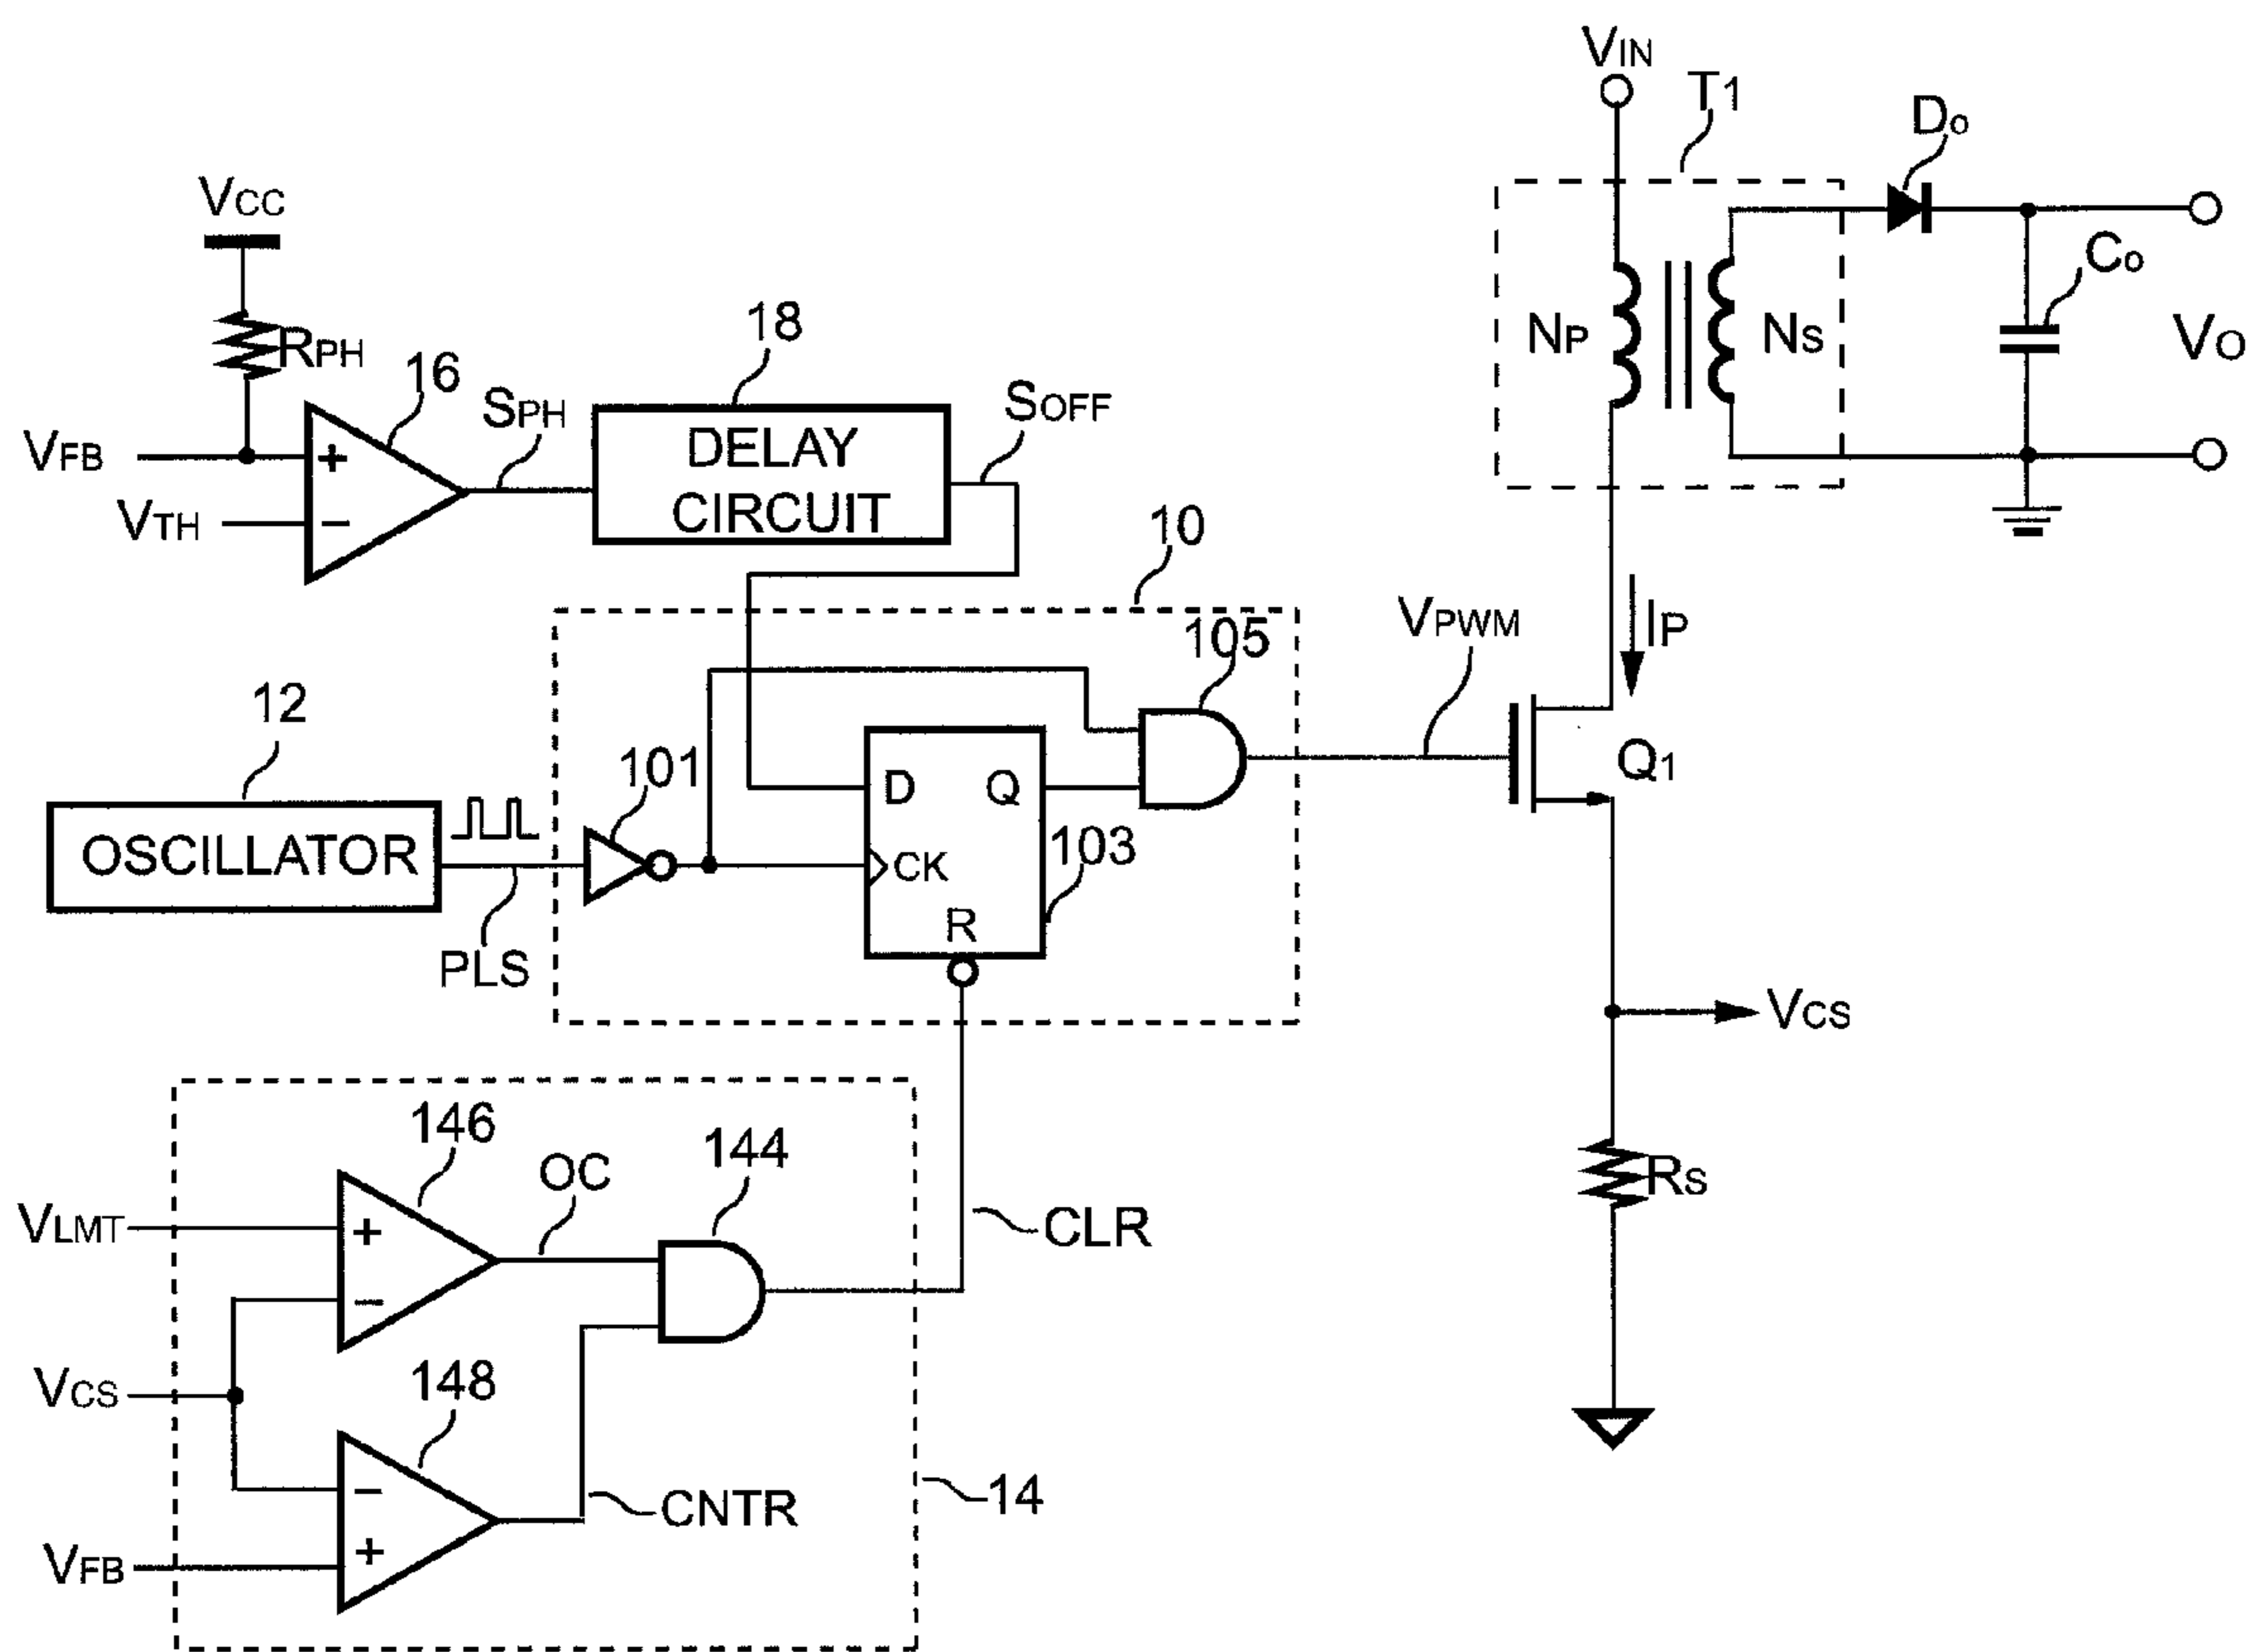 VIN
T1
Do
VCC
Co
18
NP
NS
VO
RPH
16
SPH
SOFF
VFB
+
DELAY
CIRCUIT
VTH
−
10
VPWM
IP
105
12
101
D
Q
Q1
OSCILLATOR
CK
103
R
PLS
VCS
146
144
OC
RS
VLMT
+
CLR
−
VCS
148
−
14
CNTR
+
VFB